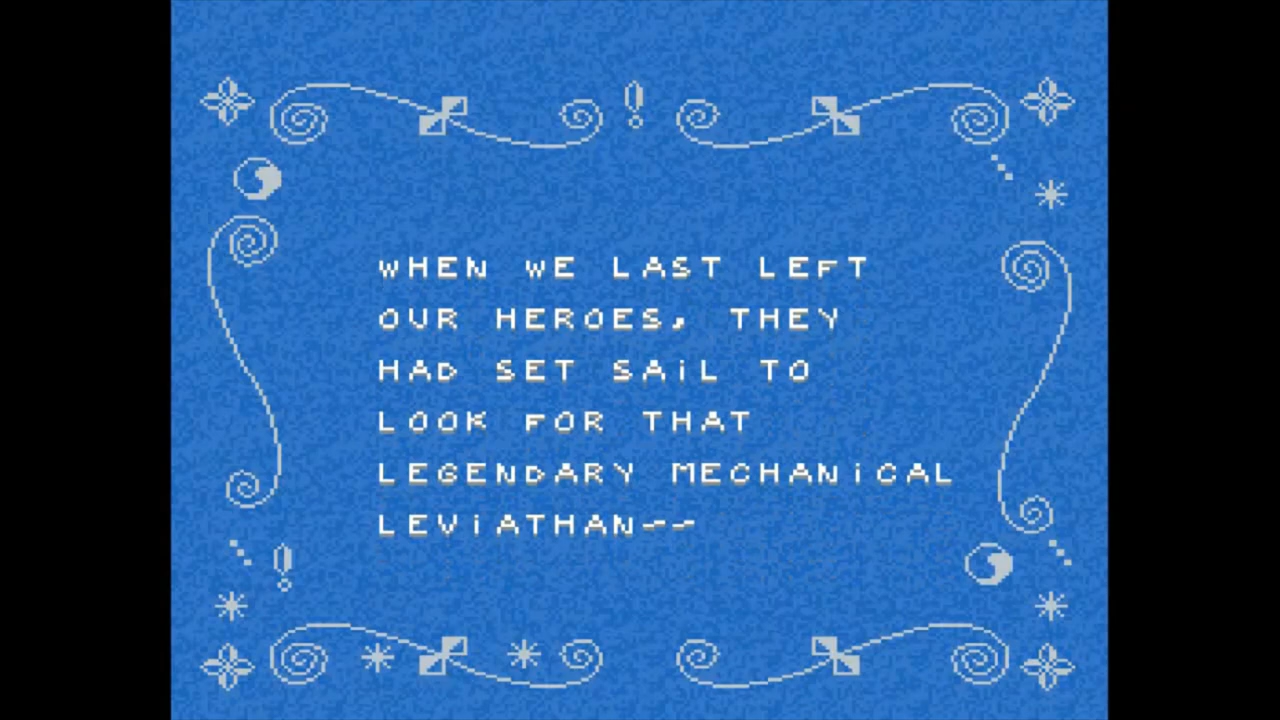 WHEN WE LAST LEFT
OUR HEROES, THEY
HAD SET SAiL TO
LOOK FOR THAT
LEGENDARY MECHANiCAL
LEViATHAN--